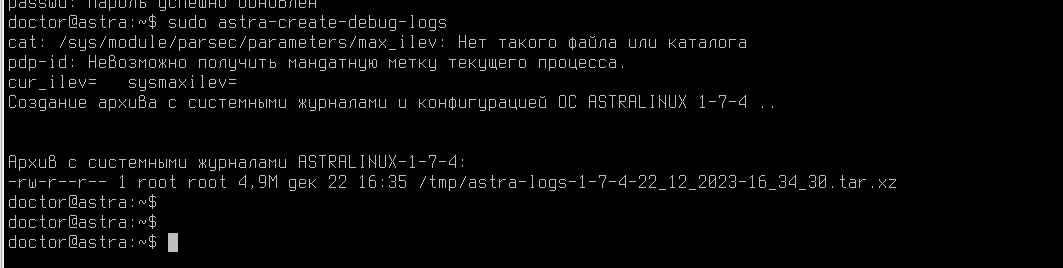 passwd: пароль успешно обновлён
doctor@astra:~$ sudo astra-create-debug-logs
cat: /sys/module/parsec/parameters/max_ilev: Нет такого файла или каталога
pdp-id: Невозможно получить мандатную метку текущего процесса.
cur_ilev=   sysmaxilev=
Создание архива с системными журналами и конфигурацией ОС ASTRALINUX 1-7-4 ..
Архив с системными журналами ASTRALINUX-1-7-4:
-rw-r--r-- 1 root root 4,9M дек 22 16:35 /tmp/astra-logs-1-7-4-22_12_2023-16_34_30.tar.xz
doctor@astra:~$
doctor@astra:~$
doctor@astra:~$